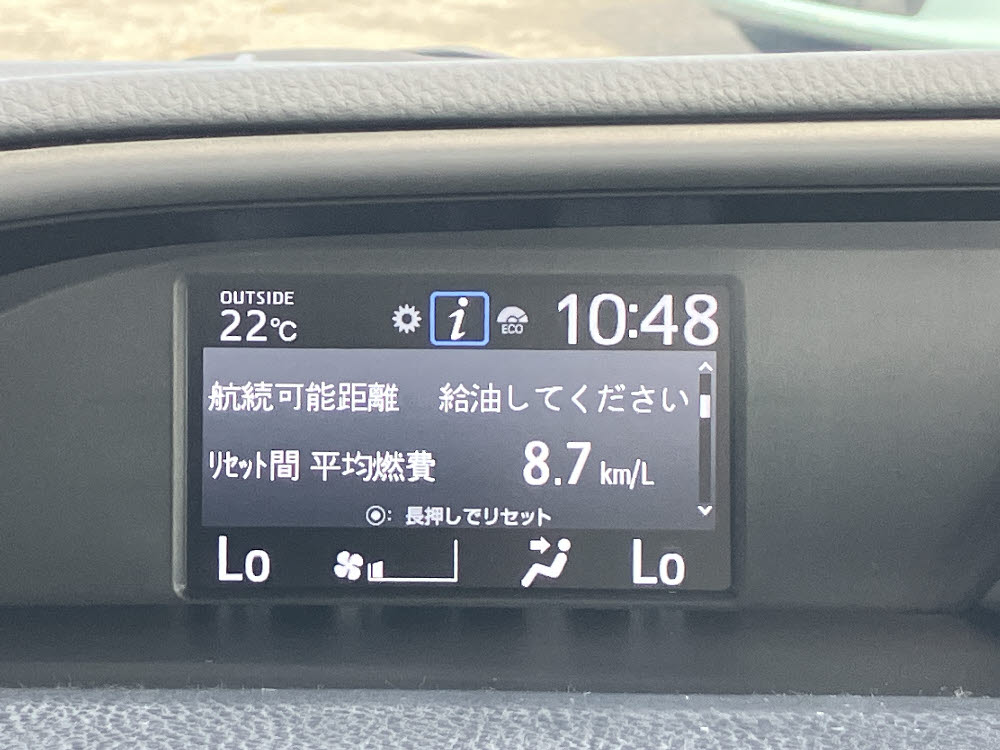 OUTSIDE
22℃
i
ECO
10:48
航続可能距離 給油してください
リセット間 平均燃費 8.7 km/L
◉: 長押しでリセット
Lo Lo